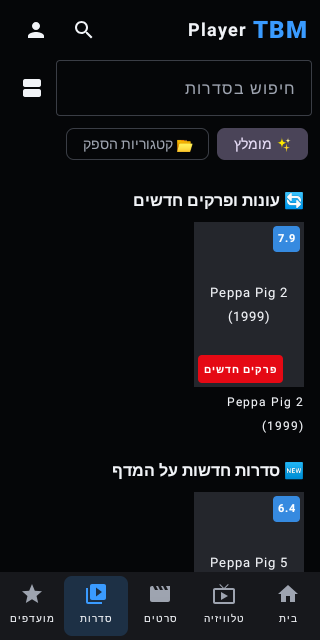 TBM Player
חיפוש בסדרות
✨ מומלץ
📂 קטגוריות הספק
🔄 עונות ופרקים חדשים
7.9
Peppa Pig 2
(1999)
פרקים חדשים
Peppa Pig 2
(1999)
🆕 סדרות חדשות על המדף
6.4
Peppa Pig 5
בית
טלוויזיה
סרטים
סדרות
מועדפים